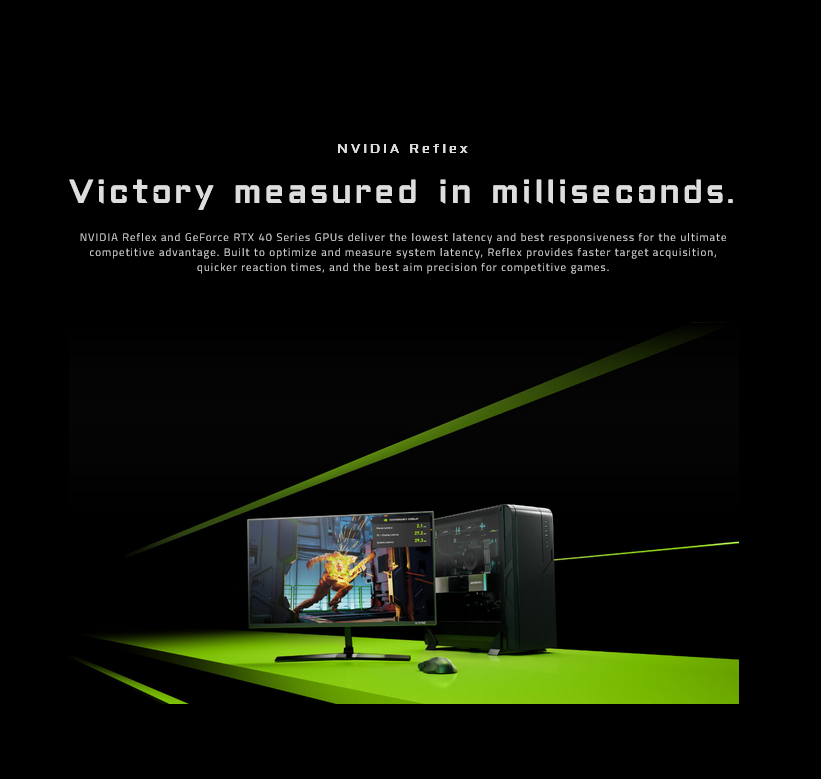 NVIDIA Reflex
Victory measured in milliseconds.
NVIDIA Reflex and GeForce RTX 40 Series GPUs deliver the lowest latency and best responsiveness for the ultimate
competitive advantage. Built to optimize and measure system latency, Reflex provides faster target acquisition,
quicker reaction times, and the best aim precision for competitive games.